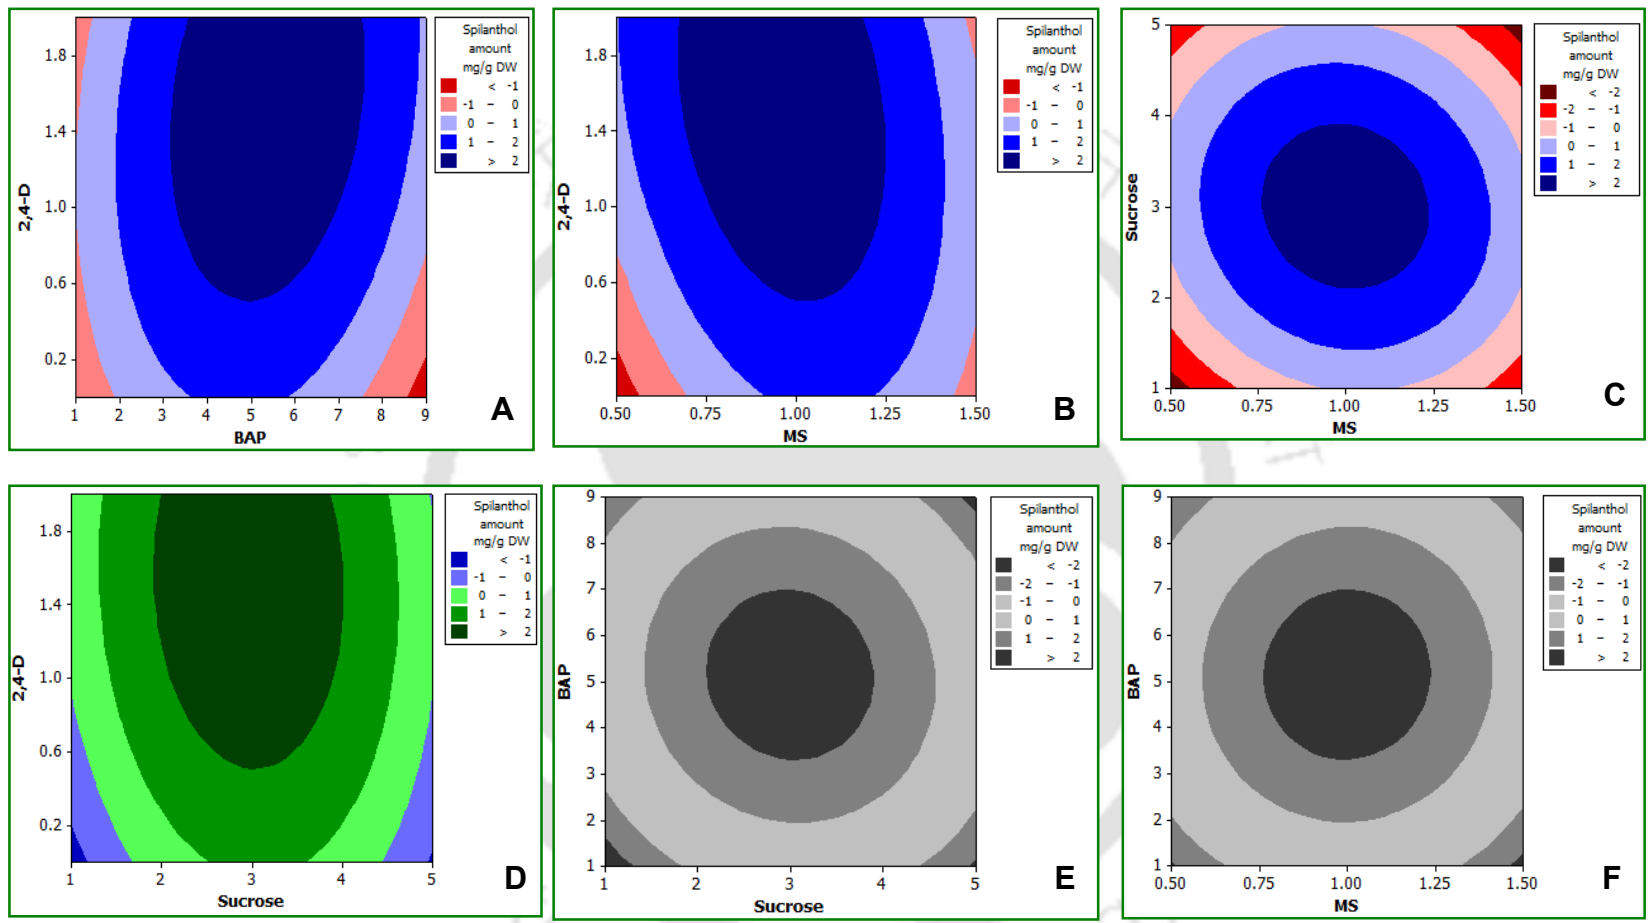 Spilanthol
amount
mg/g DW
< -1
-1 – 0
0 – 1
1 – 2
> 2
2,4-D
1.8
1.4
1.0
0.6
0.2
1 2 3 4 5 6 7 8 9
BAP
A
Spilanthol
amount
mg/g DW
< -1
-1 – 0
0 – 1
1 – 2
> 2
2,4-D
1.8
1.4
1.0
0.6
0.2
0.50 0.75 1.00 1.25 1.50
MS
B
Spilanthol
amount
mg/g DW
< -2
-2 – -1
-1 – 0
0 – 1
1 – 2
> 2
Sucrose
5
4
3
2
1
0.50 0.75 1.00 1.25 1.50
MS
C
Spilanthol
amount
mg/g DW
< -1
-1 – 0
0 – 1
1 – 2
> 2
2,4-D
1.8
1.4
1.0
0.6
0.2
1 2 3 4 5
Sucrose
D
Spilanthol
amount
mg/g DW
< -2
-2 – -1
-1 – 0
0 – 1
1 – 2
> 2
BAP
9
8
7
6
5
4
3
2
1
1 2 3 4 5
Sucrose
E
Spilanthol
amount
mg/g DW
< -2
-2 – -1
-1 – 0
0 – 1
1 – 2
> 2
BAP
9
8
7
6
5
4
3
2
1
0.50 0.75 1.00 1.25 1.50
MS
F